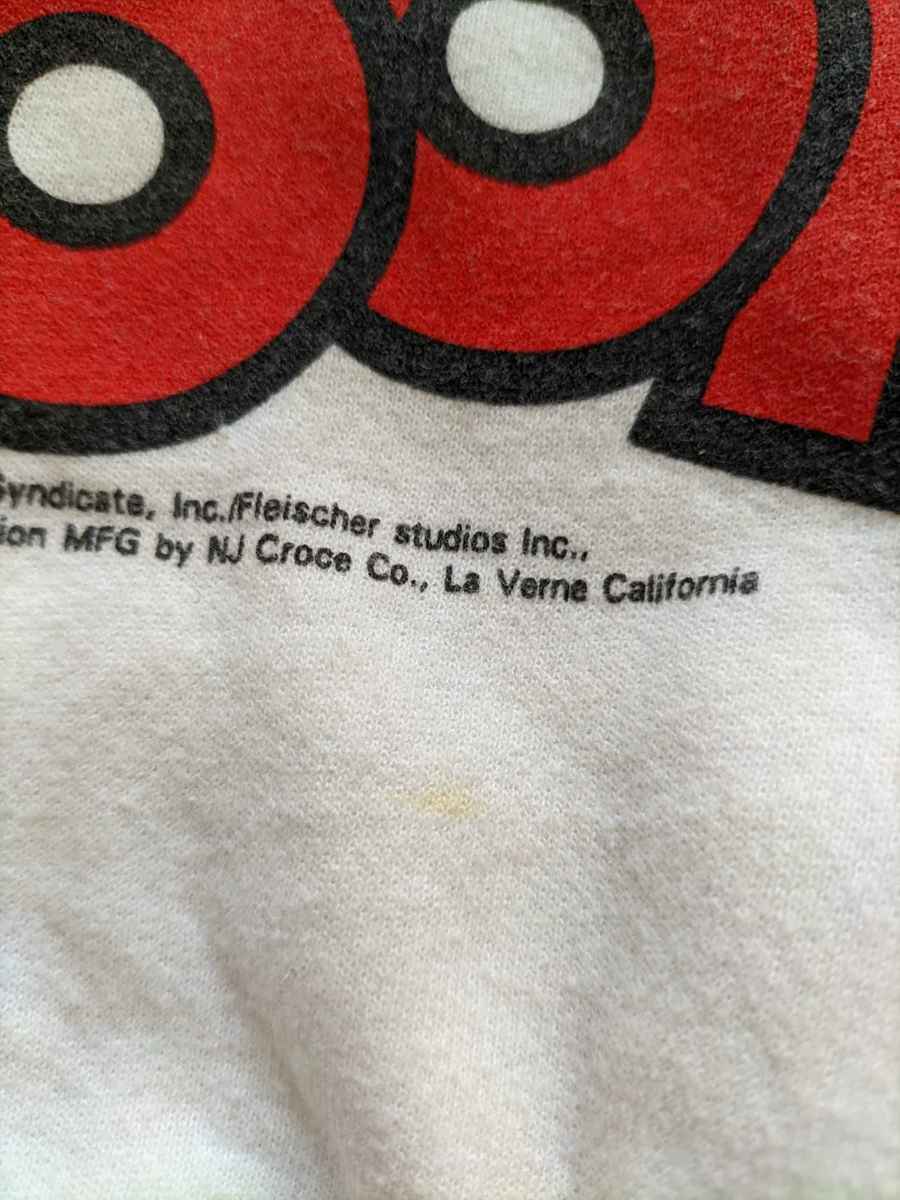 Syndicate, Inc./Fleischer studios Inc.,
ion MFG by NJ Croce Co., La Verne California